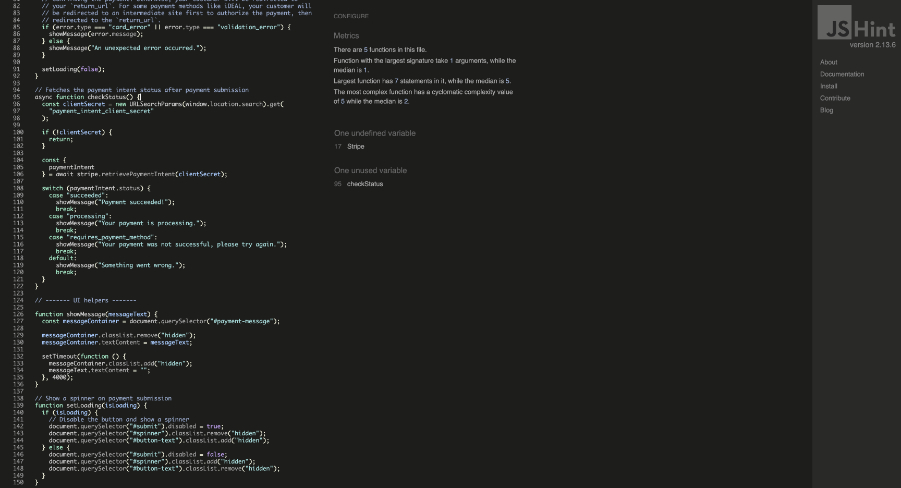 82 // your `return_url`. For some payment methods like iDEAL, your customer will
83 // be redirected to an intermediate site first to authorize the payment, then
84 // redirected to the `return_url`.
85 if (error.type === "card_error" || error.type === "validation_error") {
86 showMessage(error.message);
87 } else {
88 showMessage("An unexpected error occurred.");
89 }
90
91 setLoading(false);
92 }
93
94 // Fetches the payment intent status after payment submission
95 async function checkStatus() {
96 const clientSecret = new URLSearchParams(window.location.search).get(
97 "payment_intent_client_secret"
98 );
99
100 if (!clientSecret) {
101 return;
102 }
103
104 const {
105 paymentIntent
106 } = await stripe.retrievePaymentIntent(clientSecret);
107
108 switch (paymentIntent.status) {
109 case "succeeded":
110 showMessage("Payment succeeded!");
111 break;
112 case "processing":
113 showMessage("Your payment is processing.");
114 break;
115 case "requires_payment_method":
116 showMessage("Your payment was not successful, please try again.");
117 break;
118 default:
119 showMessage("Something went wrong.");
120 break;
121 }
122 }
123
124 // ------- UI helpers -------
125
126 function showMessage(messageText) {
127 const messageContainer = document.querySelector("#payment-message");
128
129 messageContainer.classList.remove("hidden");
130 messageContainer.textContent = messageText;
131
132 setTimeout(function () {
133 messageContainer.classList.add("hidden");
134 messageText.textContent = "";
135 }, 4000);
136 }
137
138 // Show a spinner on payment submission
139 function setLoading(isLoading) {
140 if (isLoading) {
141 // Disable the button and show a spinner
142 document.querySelector("#submit").disabled = true;
143 document.querySelector("#spinner").classList.remove("hidden");
144 document.querySelector("#button-text").classList.add("hidden");
145 } else {
146 document.querySelector("#submit").disabled = false;
147 document.querySelector("#spinner").classList.add("hidden");
148 document.querySelector("#button-text").classList.remove("hidden");
149 }
150 }
CONFIGURE
Metrics
There are 5 functions in this file.
Function with the largest signature take 1 arguments, while the
median is 1.
Largest function has 7 statements in it, while the median is 5.
The most complex function has a cyclomatic complexity value
of 5 while the median is 2.
One undefined variable
17 Stripe
One unused variable
95 checkStatus
JSHint
version 2.13.6
About
Documentation
Install
Contribute
Blog